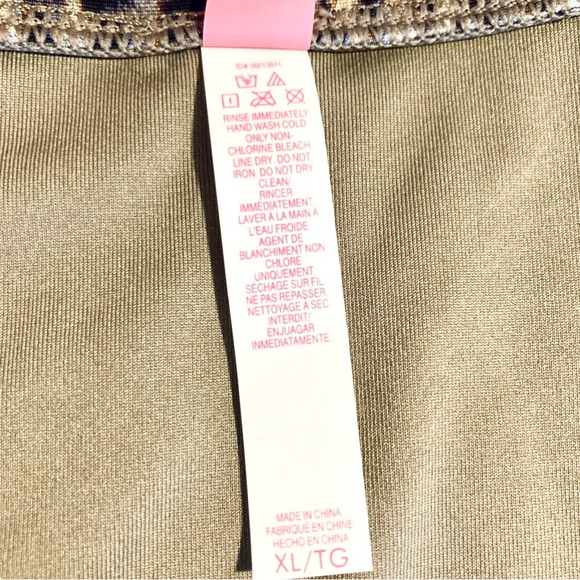 ID# 36013844
RINSE IMMEDIATELY
HAND WASH COLD
ONLY NON-
CHLORINE BLEACH
LINE DRY. DO NOT
IRON. DO NOT DRY
CLEAN/
RINCER
IMMÉDIATEMENT.
LAVER À LA MAIN À
L'EAU FROIDE
AGENT DE
BLANCHIMENT NON
CHLORÉ
UNIQUEMENT
SÉCHAGE SUR FIL.
NE PAS REPASSER.
NETTOYAGE À SEC
INTERDIT/
ENJUAGAR
INMEDIATAMENTE.
MADE IN CHINA
FABRIQUÉ EN CHINE
HECHO EN CHINA
XL/TG